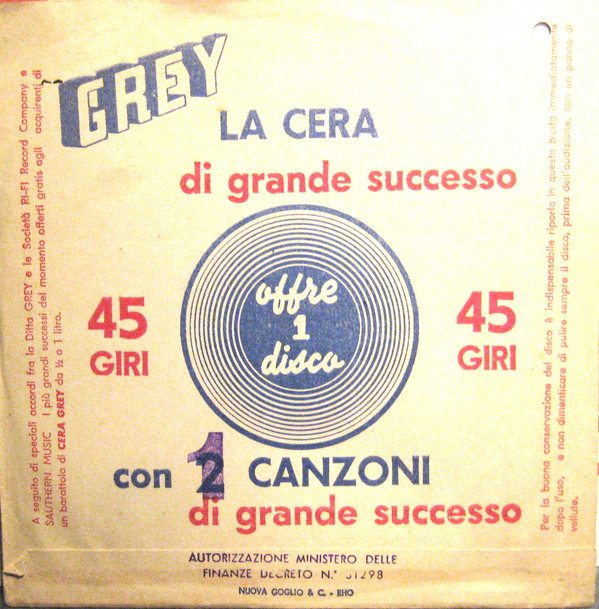 GREY
LA CERA
di grande successo
offre
1
disco
45
GIRI
45
GIRI
con 2 CANZONI
di grande successo
AUTORIZZAZIONE MINISTERO DELLE
FINANZE DECRETO N.° 31298
NUOVA GOGLIO & C. - RHO
A seguito di speciali accordi fra la Ditta GREY e le Società RI-FI Record Company e
SAUTHERN MUSIC I più grandi successi del momento offerti gratis agli acquirenti di
un barattolo di CERA GREY da ½ o 1 litro.
Per la buona conservazione del disco è indispensabile riporlo in questa busta immediatamente
dopo l'uso, e non dimenticare di pulire sempre il disco, prima dell'audizione, con un panno di
vellute.